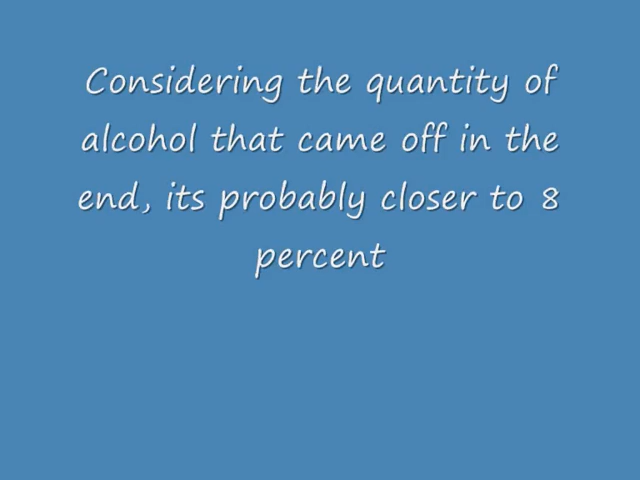 Considering the quantity of
alcohol that came off in the
end, its probably closer to 8
percent